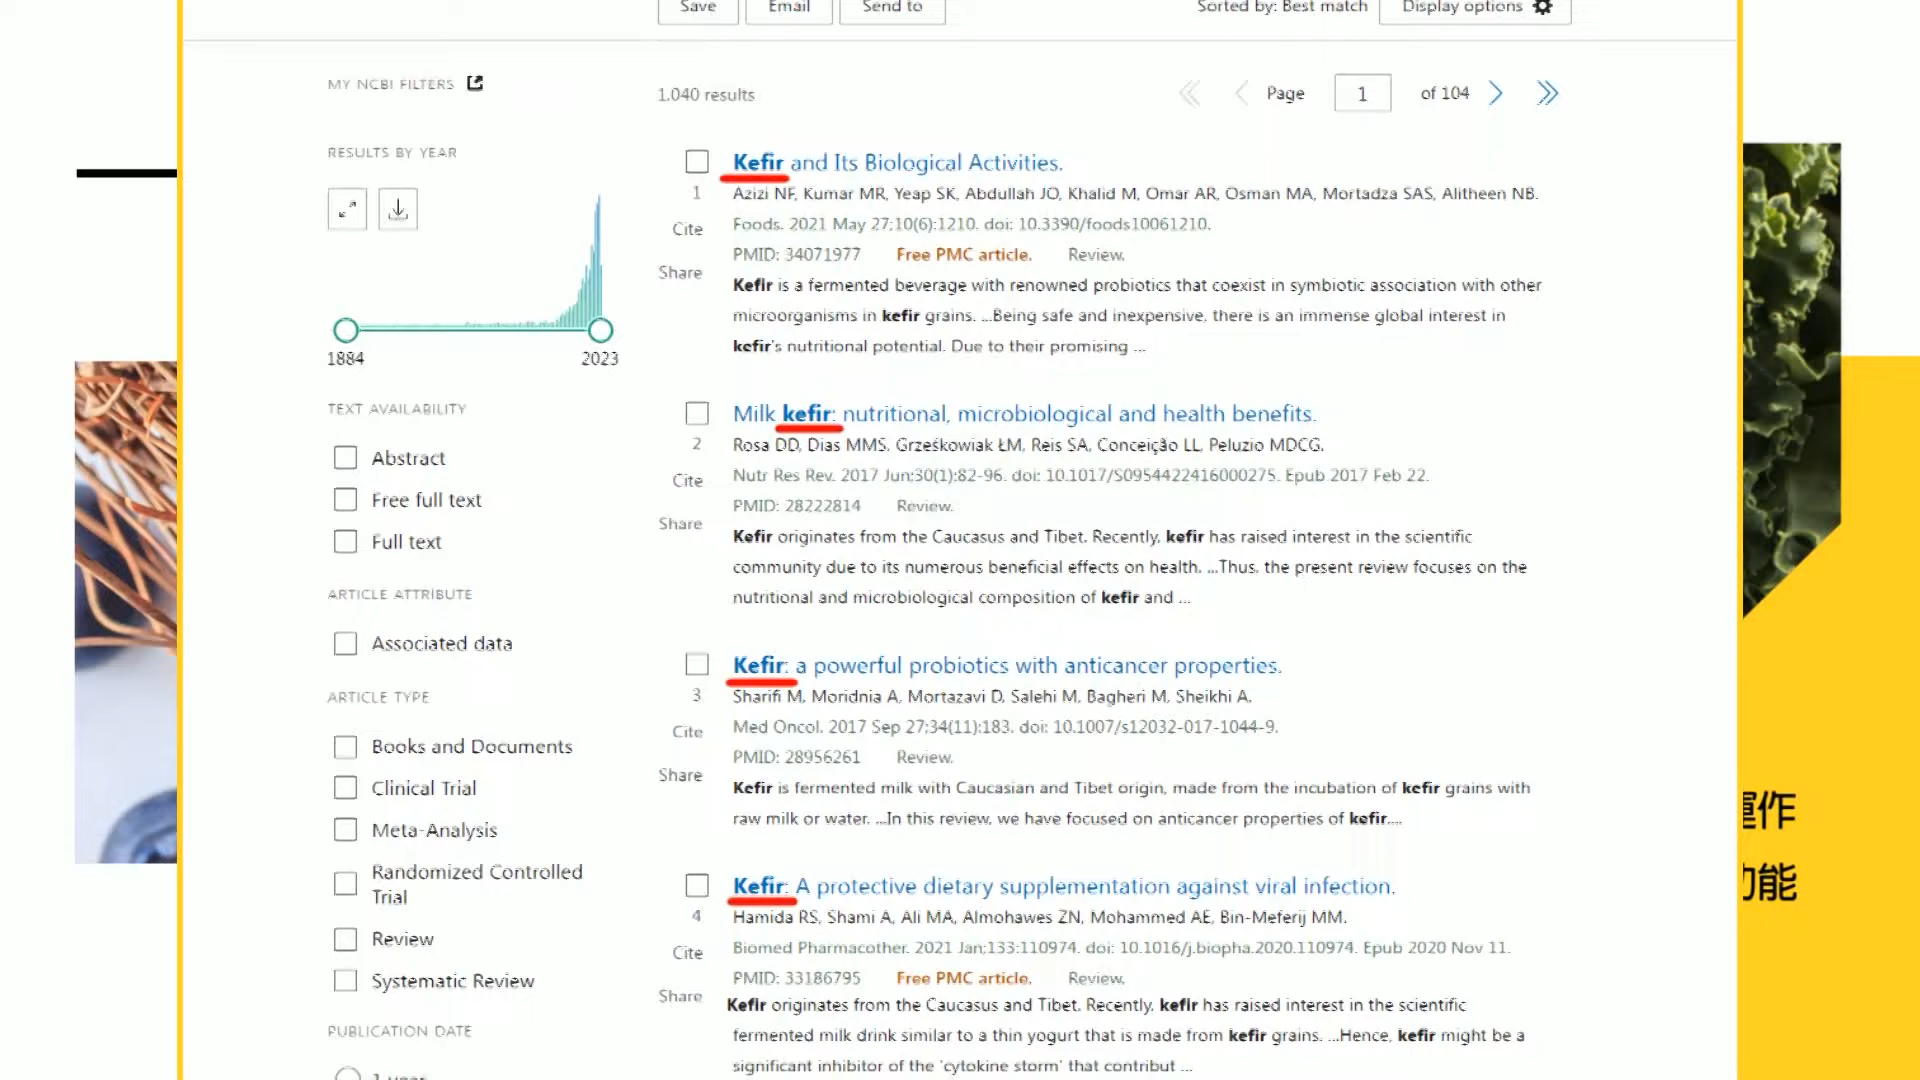 Save
Email
Send to
Sorted by: Best match
Display options
MY NCBI FILTERS
1,040 results
Page
1
of 104
RESULTS BY YEAR
1884
2023
TEXT AVAILABILITY
Abstract
Free full text
Full text
ARTICLE ATTRIBUTE
Associated data
ARTICLE TYPE
Books and Documents
Clinical Trial
Meta-Analysis
Randomized Controlled
Trial
Review
Systematic Review
PUBLICATION DATE
1 year
Kefir and Its Biological Activities.
1
Azizi NF, Kumar MR, Yeap SK, Abdullah JO, Khalid M, Omar AR, Osman MA, Mortadza SAS, Alitheen NB.
Cite
Foods. 2021 May 27;10(6):1210. doi: 10.3390/foods10061210.
PMID: 34071977 Free PMC article. Review.
Share
Kefir is a fermented beverage with renowned probiotics that coexist in symbiotic association with other
microorganisms in kefir grains. ...Being safe and inexpensive, there is an immense global interest in
kefir's nutritional potential. Due to their promising ...
Milk kefir: nutritional, microbiological and health benefits.
2
Rosa DD, Dias MMS, Grześkowiak ŁM, Reis SA, Conceição LL, Peluzio MDCG.
Cite
Nutr Res Rev. 2017 Jun;30(1):82-96. doi: 10.1017/S0954422416000275. Epub 2017 Feb 22.
PMID: 28222814 Review.
Share
Kefir originates from the Caucasus and Tibet. Recently, kefir has raised interest in the scientific
community due to its numerous beneficial effects on health. ...Thus, the present review focuses on the
nutritional and microbiological composition of kefir and ...
Kefir: a powerful probiotics with anticancer properties.
3
Sharifi M, Moridnia A, Mortazavi D, Salehi M, Bagheri M, Sheikhi A.
Cite
Med Oncol. 2017 Sep 27;34(11):183. doi: 10.1007/s12032-017-1044-9.
PMID: 28956261 Review.
Share
Kefir is fermented milk with Caucasian and Tibet origin, made from the incubation of kefir grains with
raw milk or water. ...In this review, we have focused on anticancer properties of kefir....
Kefir: A protective dietary supplementation against viral infection.
4
Hamida RS, Shami A, Ali MA, Almohawes ZN, Mohammed AE, Bin-Meferij MM.
Cite
Biomed Pharmacother. 2021 Jan;133:110974. doi: 10.1016/j.biopha.2020.110974. Epub 2020 Nov 11.
PMID: 33186795 Free PMC article. Review.
Share
Kefir originates from the Caucasus and Tibet. Recently, kefir has raised interest in the scientific
fermented milk drink similar to a thin yogurt that is made from kefir grains. ...Hence, kefir might be a
significant inhibitor of the 'cytokine storm' that contribut ...
運作
功能